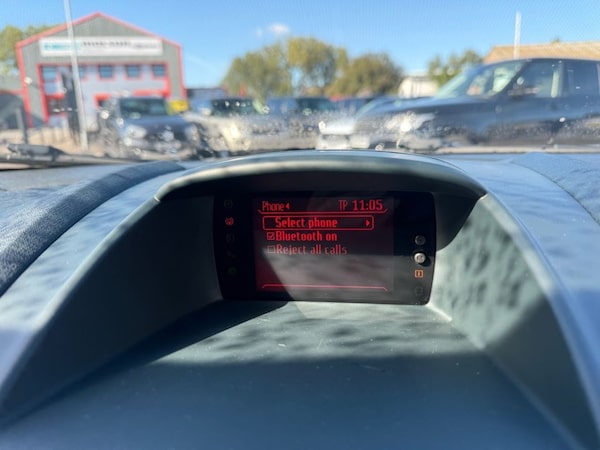 Phone
TP 11:05
Select phone
Bluetooth on
Reject all calls